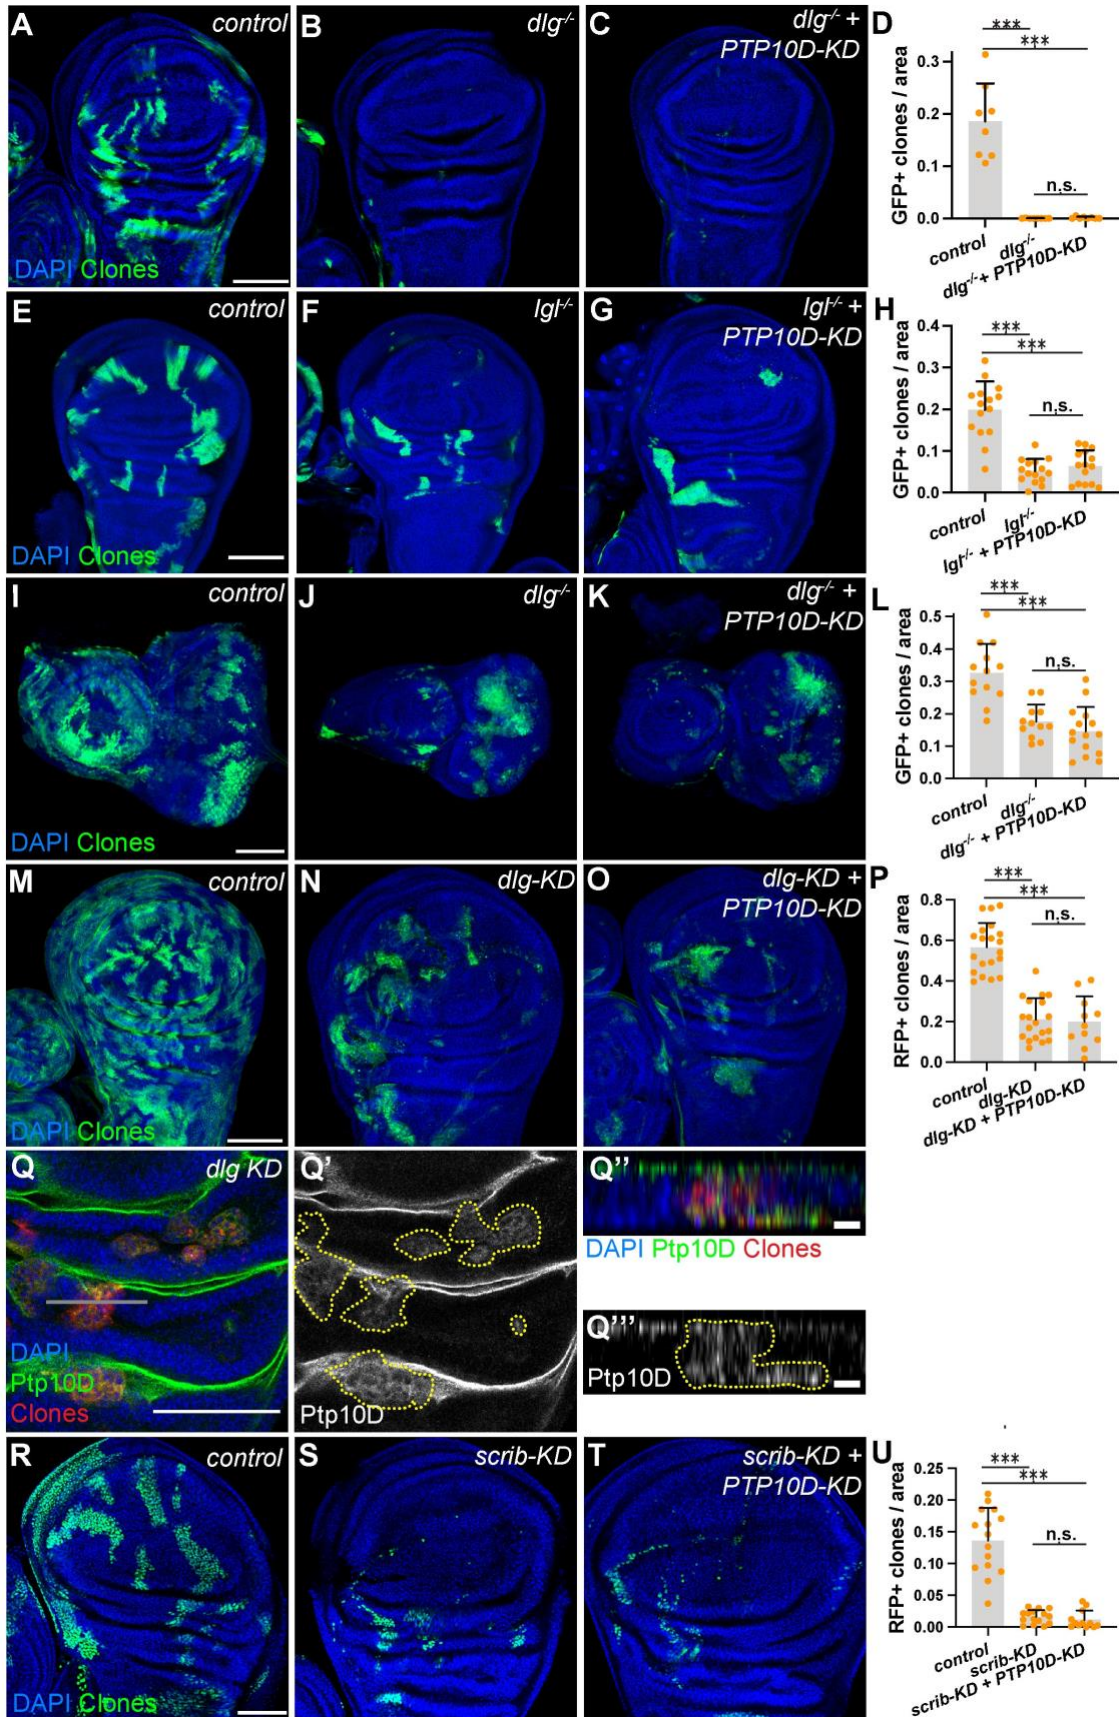 A
control
DAPI Clones
B
dlg-/-
C
dlg-/- +
PTP10D-KD
D
GFP+ clones / area
***
***
n.s.
0.3
0.2
0.1
0.0
control
dlg-/-
dlg-/- + PTP10D-KD
E
control
DAPI Clones
F
lgl-/-
G
lgl-/- +
PTP10D-KD
H
GFP+ clones / area
***
***
n.s.
0.4
0.3
0.2
0.1
0.0
control
lgl-/-
lgl-/- + PTP10D-KD
I
control
DAPI Clones
J
dlg-/-
K
dlg-/- +
PTP10D-KD
L
GFP+ clones / area
***
***
n.s.
0.5
0.4
0.3
0.2
0.1
0.0
control
dlg-/-
dlg-/- + PTP10D-KD
M
control
DAPI Clones
N
dlg-KD
O
dlg-KD +
PTP10D-KD
P
RFP+ clones / area
***
***
n.s.
0.8
0.6
0.4
0.2
0.0
control
dlg-KD
dlg-KD + PTP10D-KD
Q
dlg KD
DAPI
Ptp10D
Clones
Q'
Ptp10D
Q''
DAPI Ptp10D Clones
Q'''
Ptp10D
R
control
DAPI Clones
S
scrib-KD
T
scrib-KD +
PTP10D-KD
U
RFP+ clones / area
***
***
n.s.
0.25
0.20
0.15
0.10
0.05
0.00
control
scrib-KD
scrib-KD + PTP10D-KD